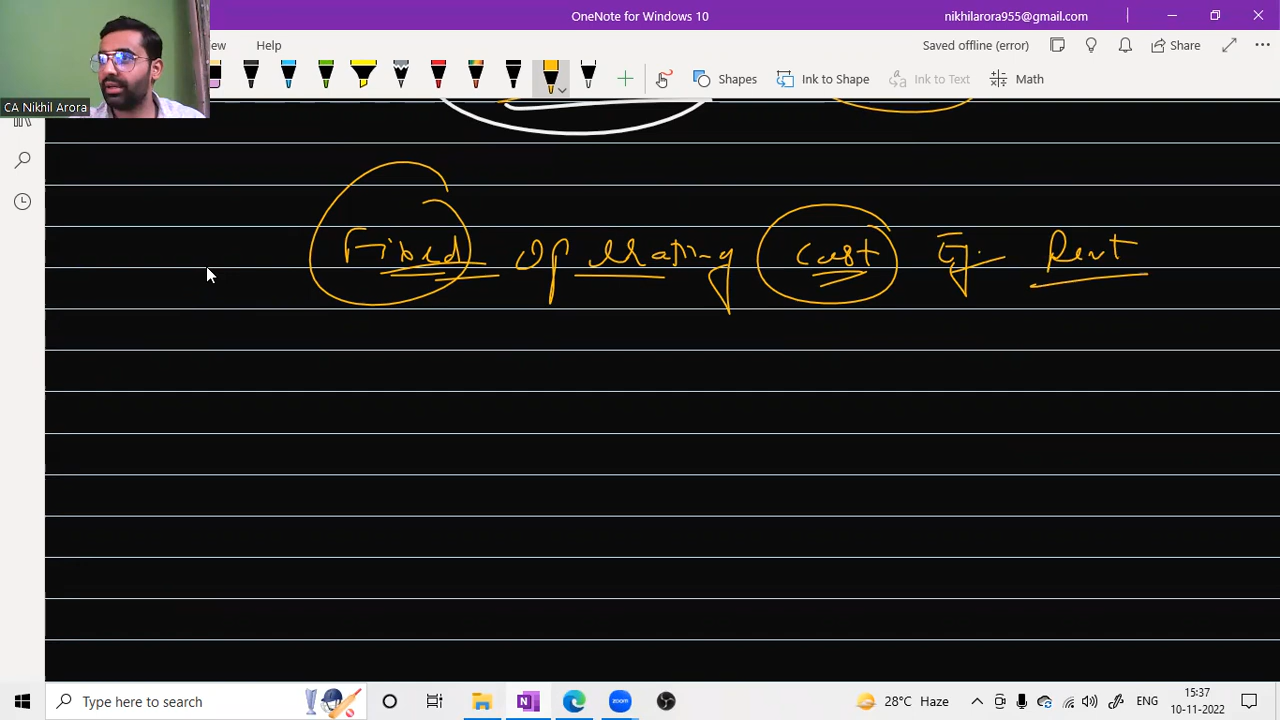 OneNote for Windows 10
nikhilarora955@gmail.com
ew Help
Saved offline (error) Share
Shapes Ink to Shape Ink to Text Math
CA Nikhil Arora
Fixed Operating Cost Eg. Rent
Type here to search
zoom
28°C Haze
ENG
15:37
10-11-2022